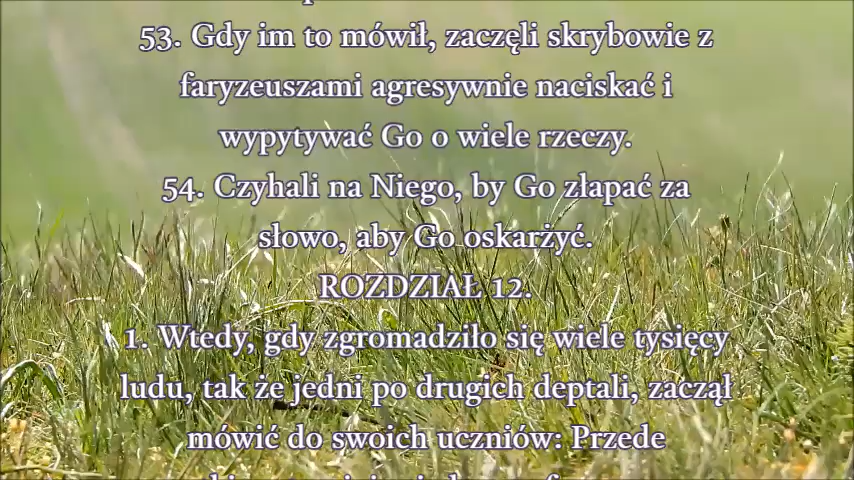 53. Gdy im to mówił, zaczęli skrybowie z
faryzeuszami agresywnie naciskać i
wypytywać Go o wiele rzeczy.
54. Czyhali na Niego, by Go złapać za
słowo, aby Go oskarżyć.
ROZDZIAŁ 12.
1. Wtedy, gdy zgromadziło się wiele tysięcy
ludu, tak że jedni po drugich deptali, zaczął
mówić do swoich uczniów: Przede